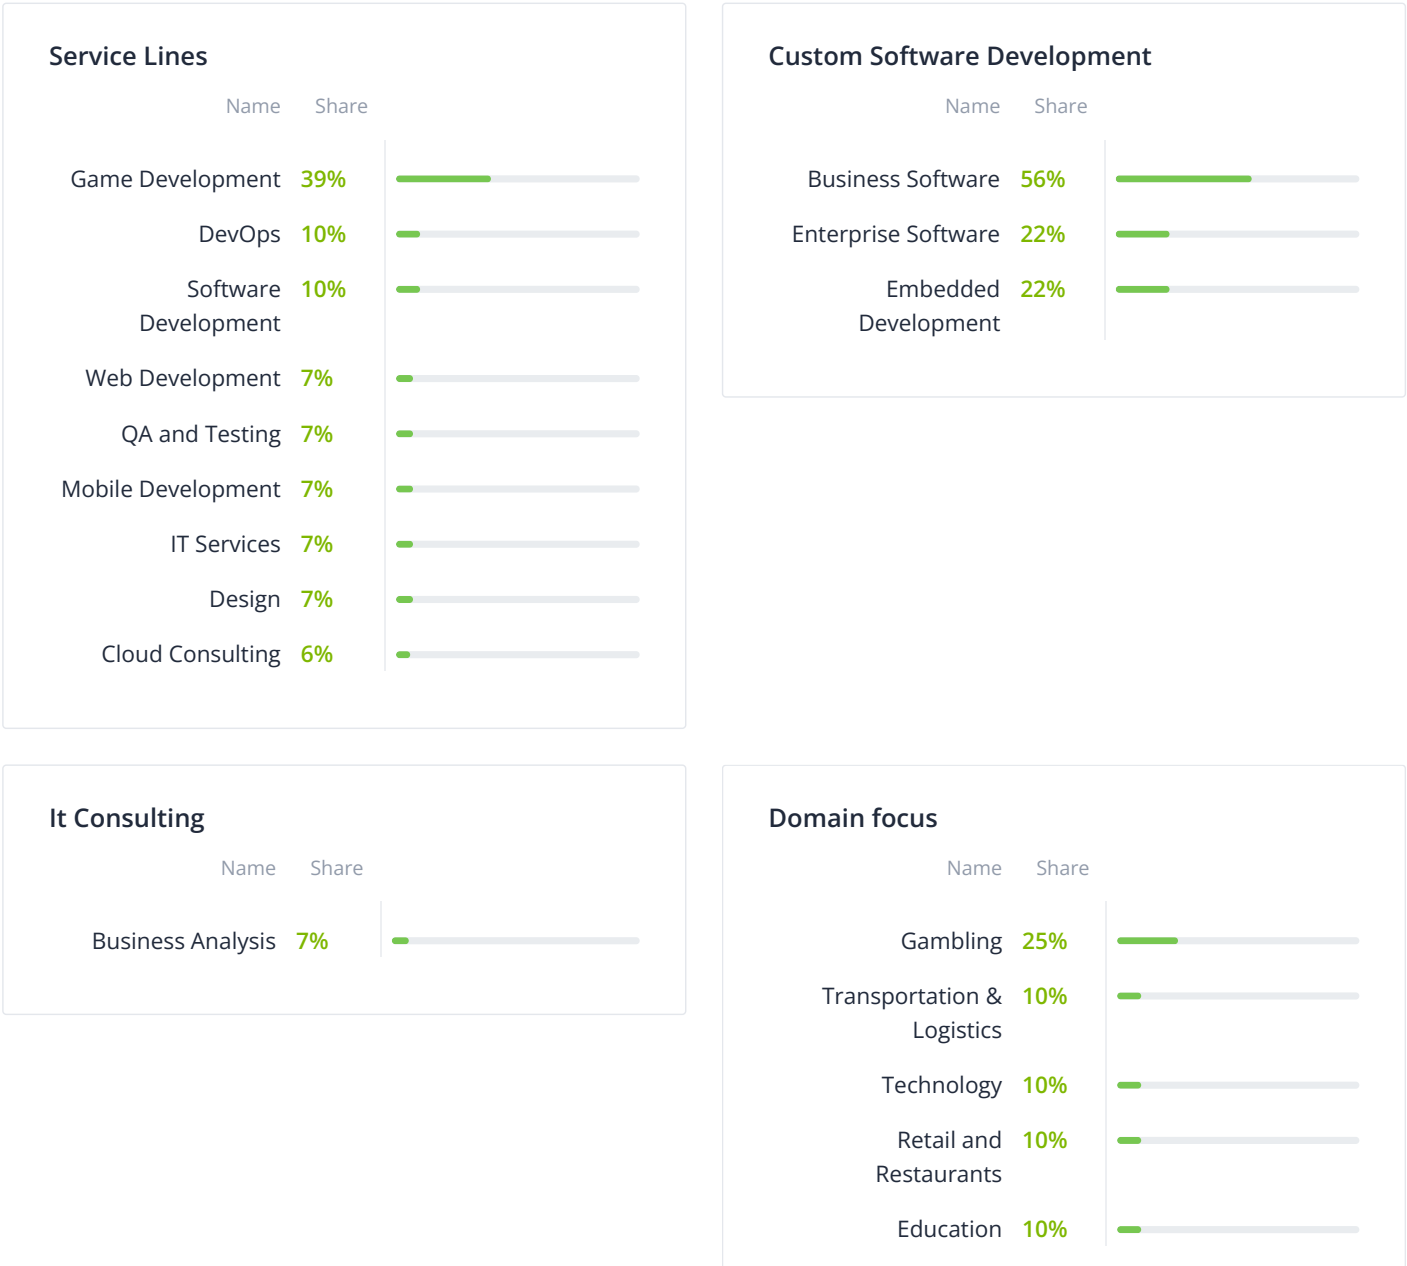 Service Lines
Name Share
Game Development 39%
DevOps 10%
Software 10%
Development
Web Development 7%
QA and Testing 7%
Mobile Development 7%
IT Services 7%
Design 7%
Cloud Consulting 6%
Custom Software Development
Name Share
Business Software 56%
Enterprise Software 22%
Embedded 22%
Development
It Consulting
Name Share
Business Analysis 7%
Domain focus
Name Share
Gambling 25%
Transportation & 10%
Logistics
Technology 10%
Retail and 10%
Restaurants
Education 10%